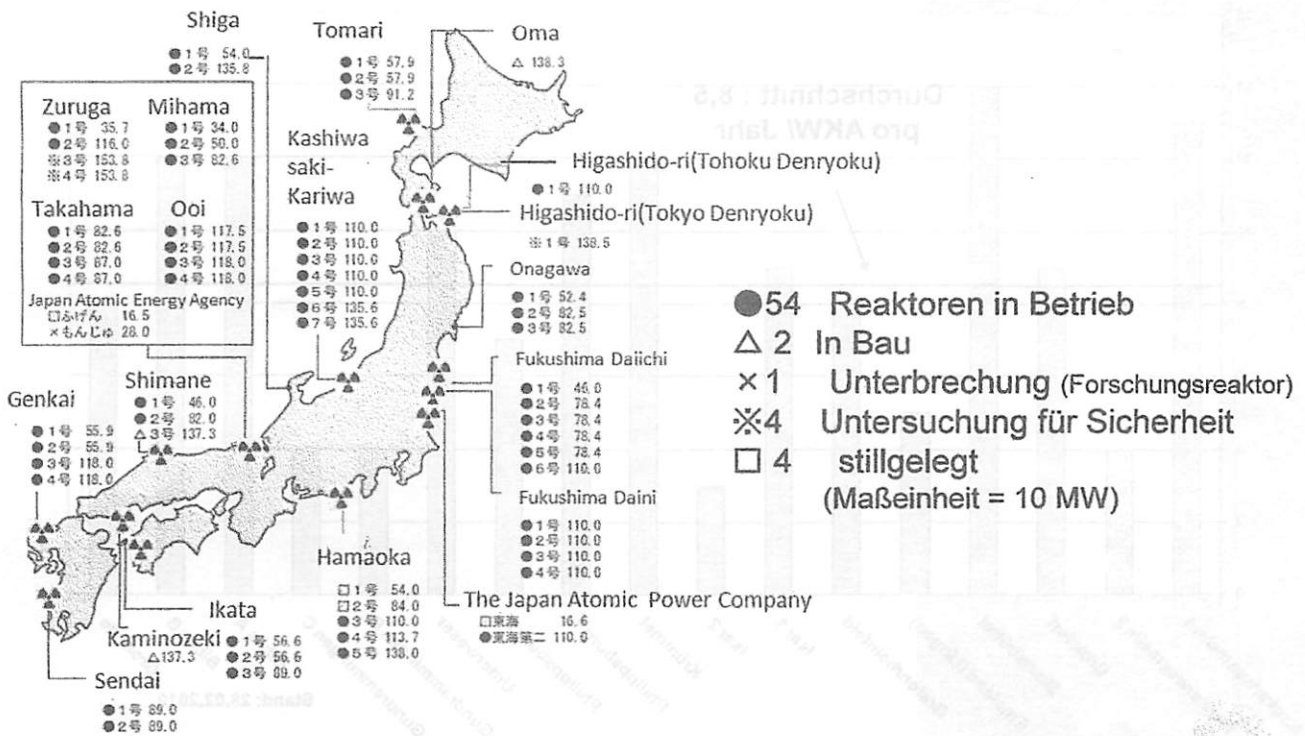 Shiga
●1号 54.0
●2号 135.8
Tomari
●1号 57.9
●2号 57.9
●3号 91.2
Oma
△ 138.3
Zuruga
●1号 35.7
●2号 116.0
※3号 153.8
※4号 153.8
Mihama
●1号 34.0
●2号 50.0
●3号 82.6
Takahama
●1号 82.6
●2号 82.6
●3号 87.0
●4号 87.0
Ooi
●1号 117.5
●2号 117.5
●3号 118.0
●4号 118.0
Japan Atomic Energy Agency
□ふげん 16.5
×もんじゅ 28.0
Kashiwa
saki-
Kariwa
●1号 110.0
●2号 110.0
●3号 110.0
●4号 110.0
●5号 110.0
●6号 135.6
●7号 135.6
Higashido-ri(Tohoku Denryoku)
●1号 110.0
Higashido-ri(Tokyo Denryoku)
※1号 138.5
Onagawa
●1号 52.4
●2号 82.5
●3号 82.5
Fukushima Daiichi
●1号 46.0
●2号 78.4
●3号 78.4
●4号 78.4
●5号 78.4
●6号 110.0
Fukushima Daini
●1号 110.0
●2号 110.0
●3号 110.0
●4号 110.0
Shimane
●1号 46.0
●2号 82.0
△3号 137.3
Genkai
●1号 55.9
●2号 55.9
●3号 118.0
●4号 118.0
Hamaoka
□1号 54.0
□2号 84.0
●3号 110.0
●4号 113.7
●5号 138.0
The Japan Atomic Power Company
□東海 16.6
●東海第二 110.0
Ikata
●1号 56.6
●2号 56.6
●3号 89.0
Kaminozeki
△137.3
Sendai
●1号 89.0
●2号 89.0
●54 Reaktoren in Betrieb
△ 2 In Bau
×1 Unterbrechung (Forschungsreaktor)
※4 Untersuchung für Sicherheit
□ 4 stillgelegt
(Maßeinheit = 10 MW)
Durchschnitt : 8,5
pro AKW/ Jahr